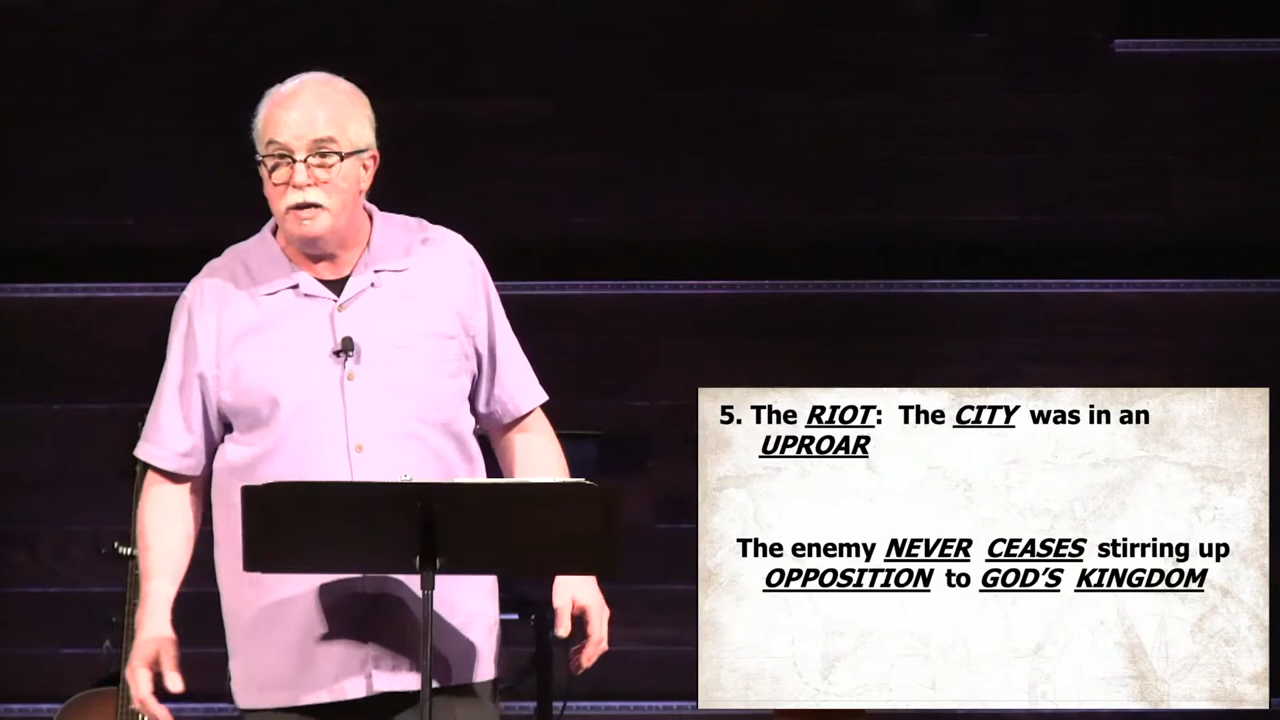 5. The RIOT: The CITY was in an
UPROAR
The enemy NEVER CEASES stirring up
OPPOSITION to GOD'S KINGDOM